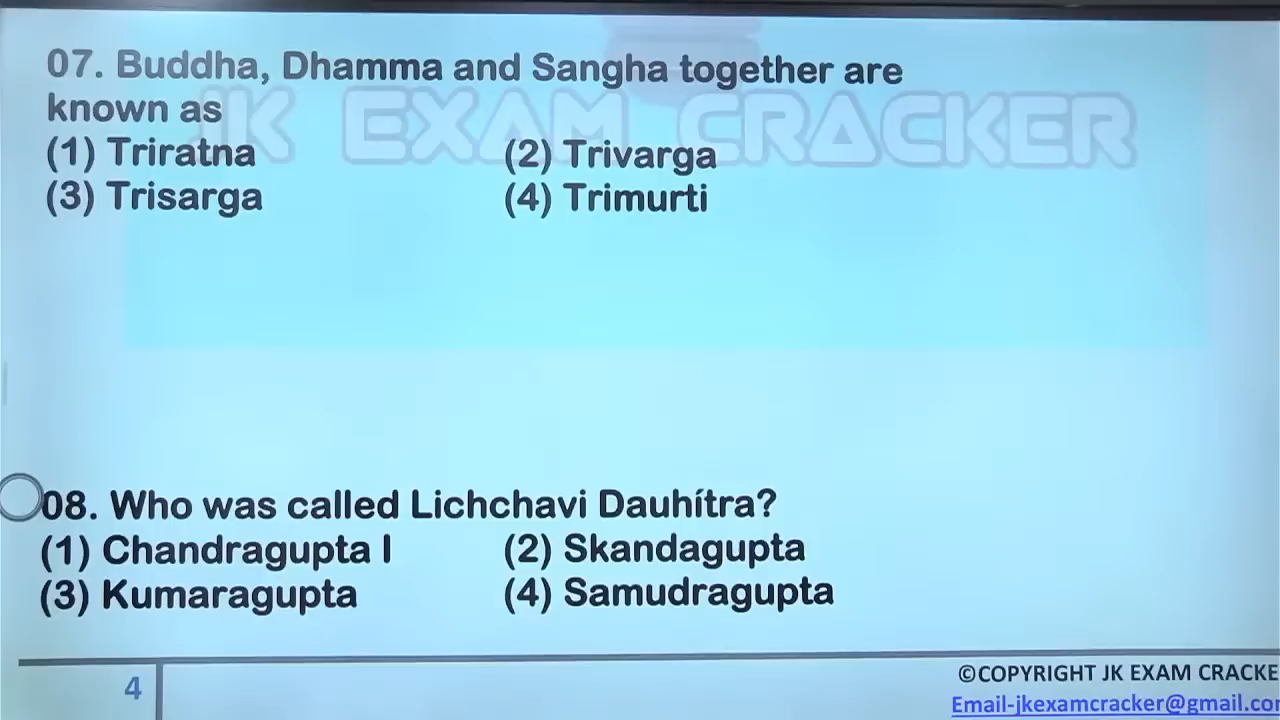 07. Buddha, Dhamma and Sangha together are
known as
JK EXAM CRACKER
(1) Triratna (2) Trivarga
(3) Trisarga (4) Trimurti
08. Who was called Lichchavi Dauhítra?
(1) Chandragupta I (2) Skandagupta
(3) Kumaragupta (4) Samudragupta
4
©COPYRIGHT JK EXAM CRACKE
Email-jkexamcracker@gmail.co